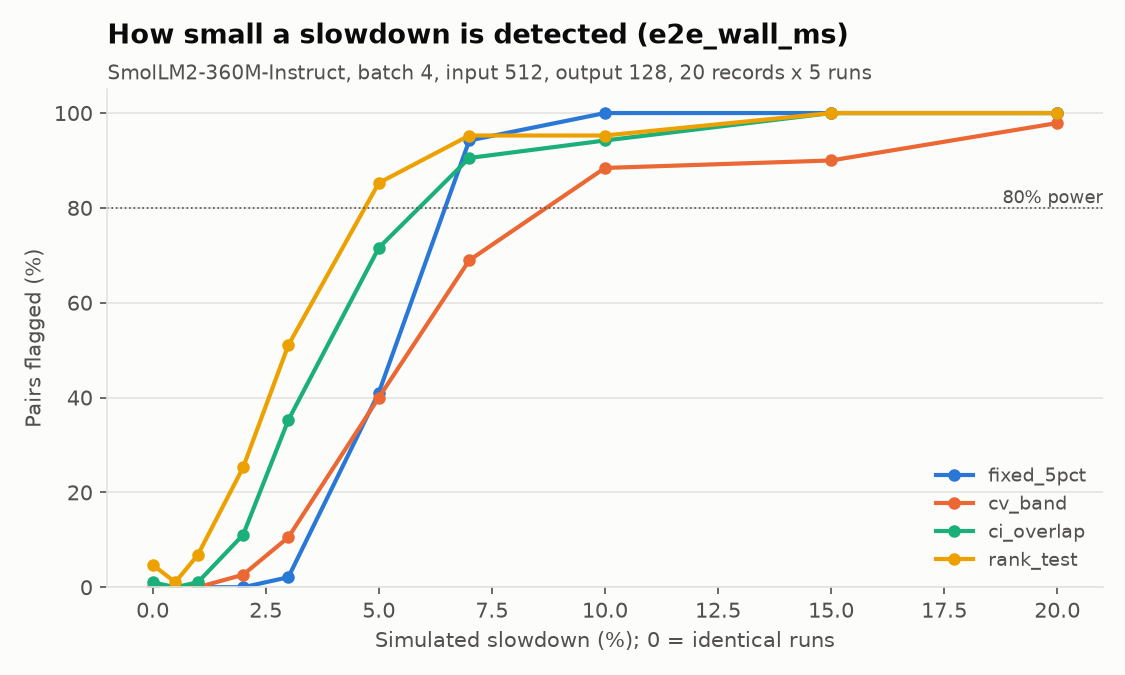 How small a slowdown is detected (e2e_wall_ms)
SmolLM2-360M-Instruct, batch 4, input 512, output 128, 20 records x 5 runs
Pairs flagged (%)
100
80
60
40
20
0
80% power
fixed_5pct
cv_band
ci_overlap
rank_test
0.0 2.5 5.0 7.5 10.0 12.5 15.0 17.5 20.0
Simulated slowdown (%); 0 = identical runs